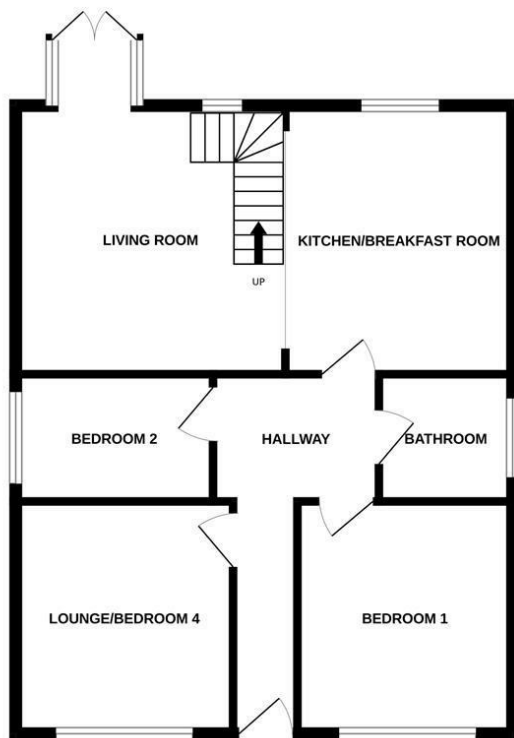 LIVING ROOM
KITCHEN/BREAKFAST ROOM
UP
BEDROOM 2
HALLWAY
BATHROOM
LOUNGE/BEDROOM 4
BEDROOM 1